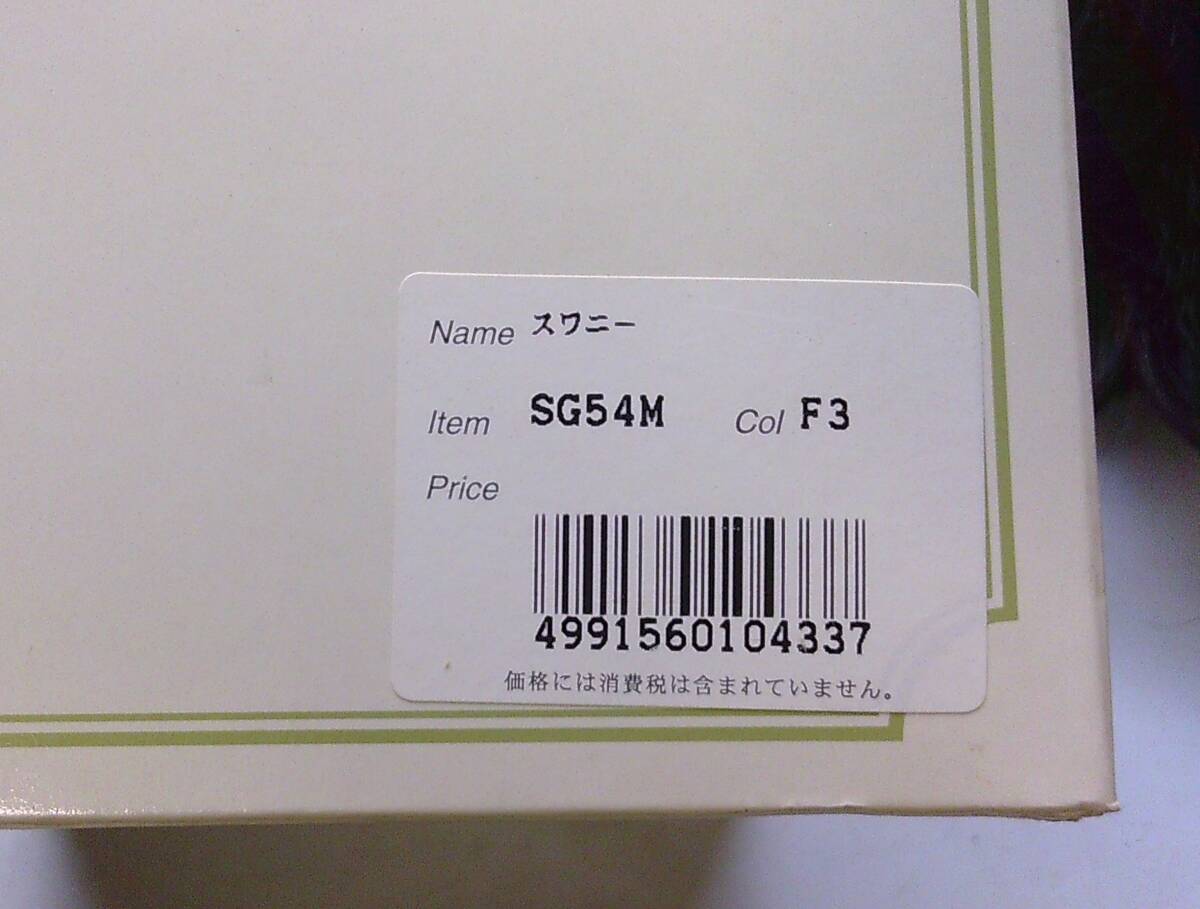 Name スワニー
Item SG54M Col F3
Price
4991560104337
価格には消費税は含まれていません。